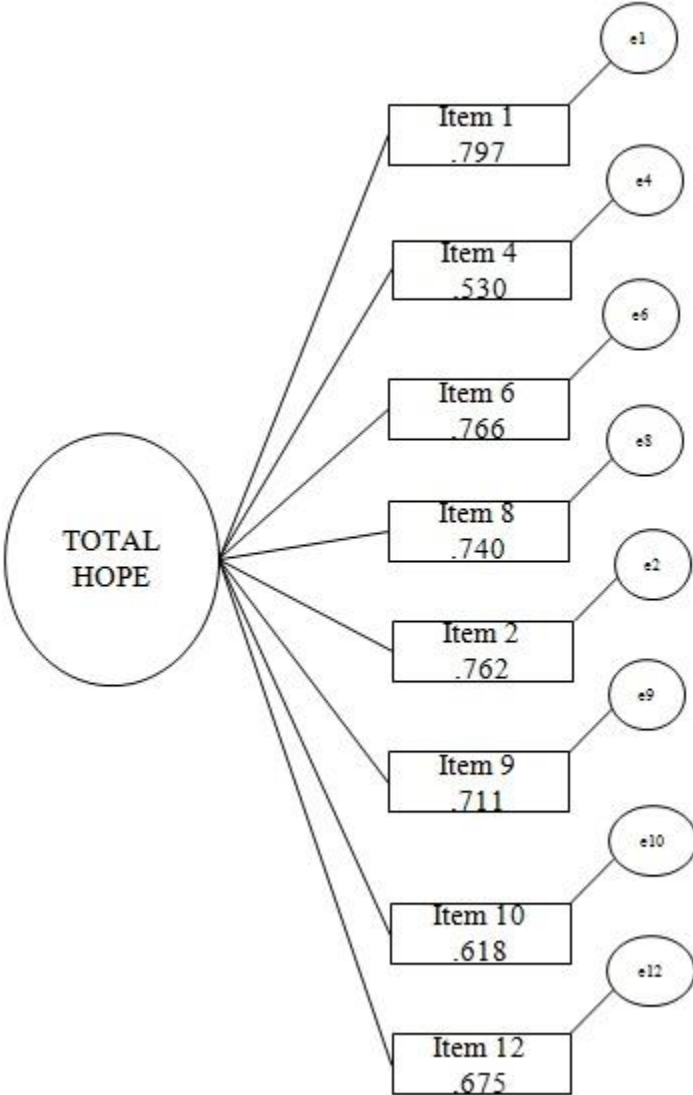 e1
Item 1
.797
e4
Item 4
.530
e6
Item 6
.766
e8
Item 8
.740
TOTAL
HOPE
e2
Item 2
.762
e9
Item 9
.711
e10
Item 10
.618
e12
Item 12
.675